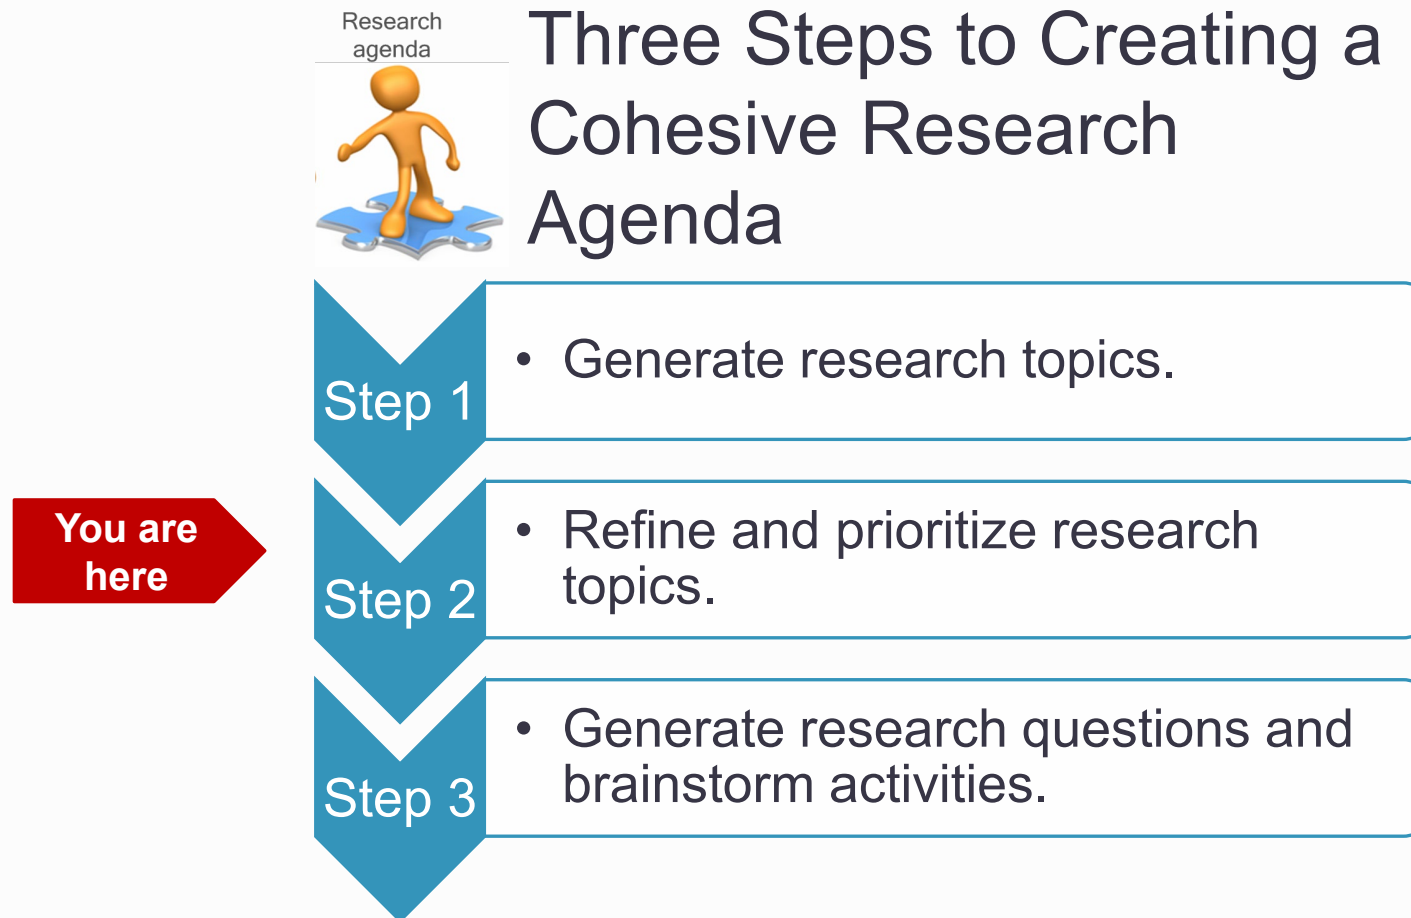 Research
agenda
Three Steps to Creating a
Cohesive Research
Agenda
Step 1
• Generate research topics.
You are
here
Step 2
• Refine and prioritize research
topics.
Step 3
• Generate research questions and
brainstorm activities.